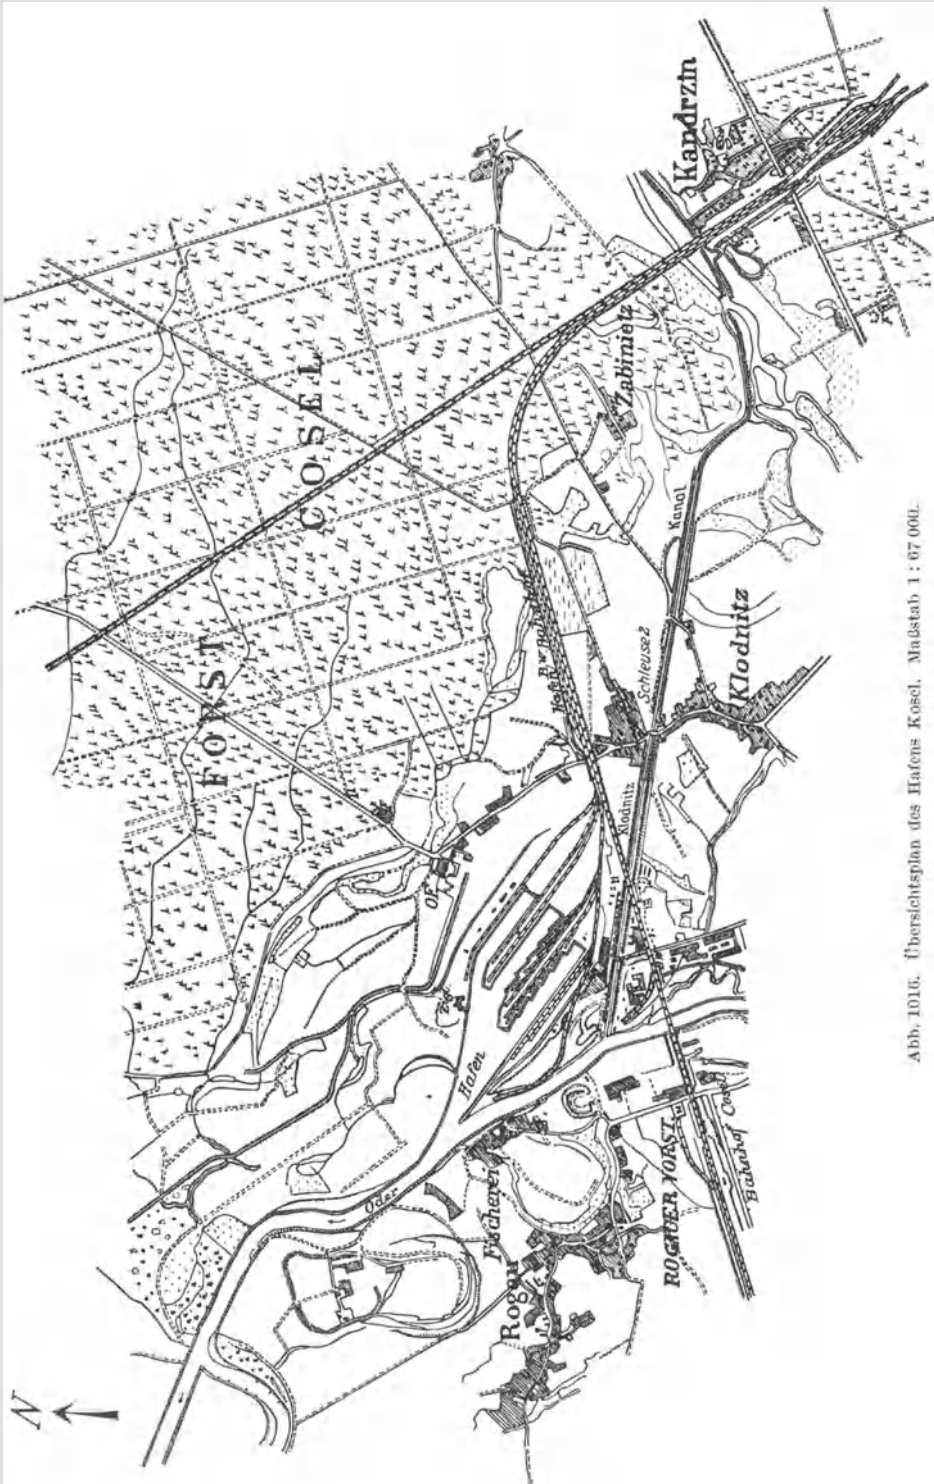 N
FORST COSEL
Kandrzin
Zabinietz
Kanal
Schleuse 2
Klodnitz
Klodnitz
Hafen
Oder
Fischerei
Rogau
ROGAUER VORST.
Bahnhof Cosel
Abb. 1016. Übersichtsplan des Hafens Kosel. Maßstab 1 : 67 000.